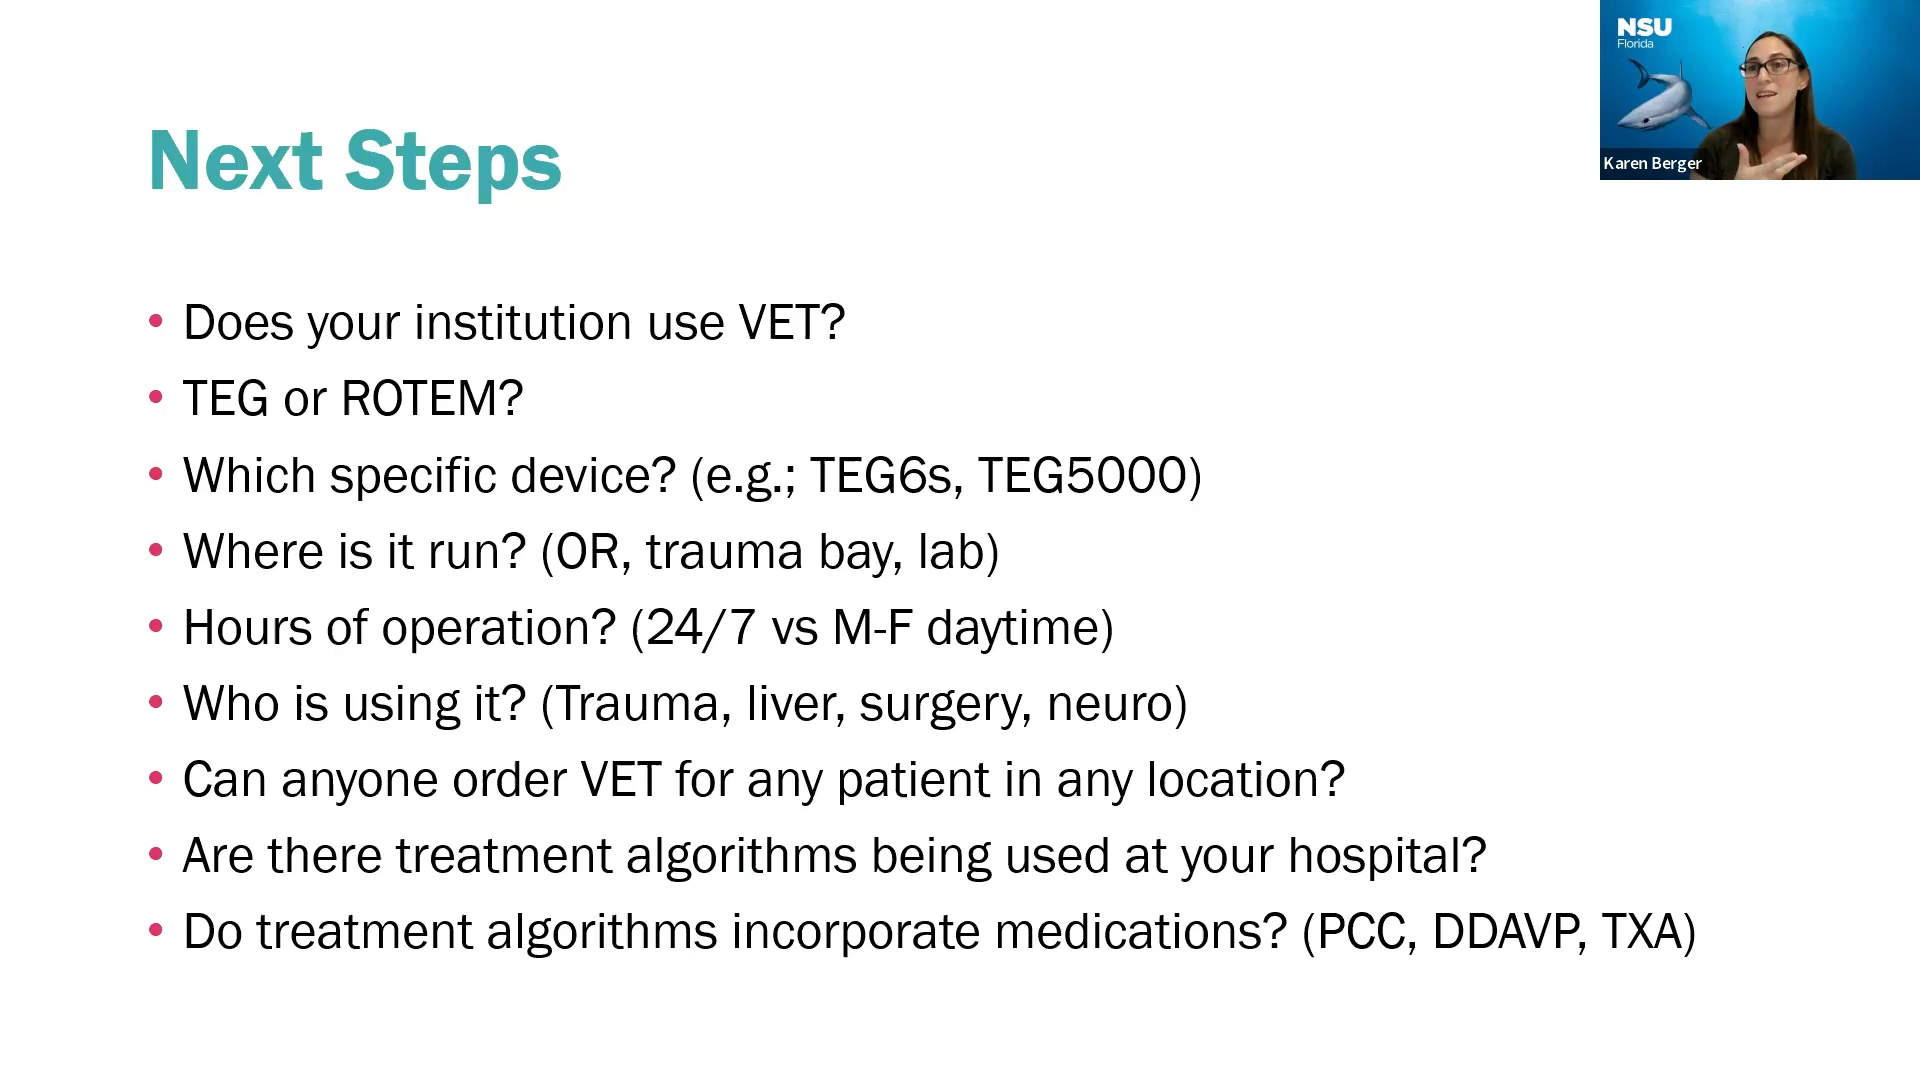 NSU
Florida
Karen Berger
Next Steps
• Does your institution use VET?
• TEG or ROTEM?
• Which specific device? (e.g.; TEG6s, TEG5000)
• Where is it run? (OR, trauma bay, lab)
• Hours of operation? (24/7 vs M-F daytime)
• Who is using it? (Trauma, liver, surgery, neuro)
• Can anyone order VET for any patient in any location?
• Are there treatment algorithms being used at your hospital?
• Do treatment algorithms incorporate medications? (PCC, DDAVP, TXA)